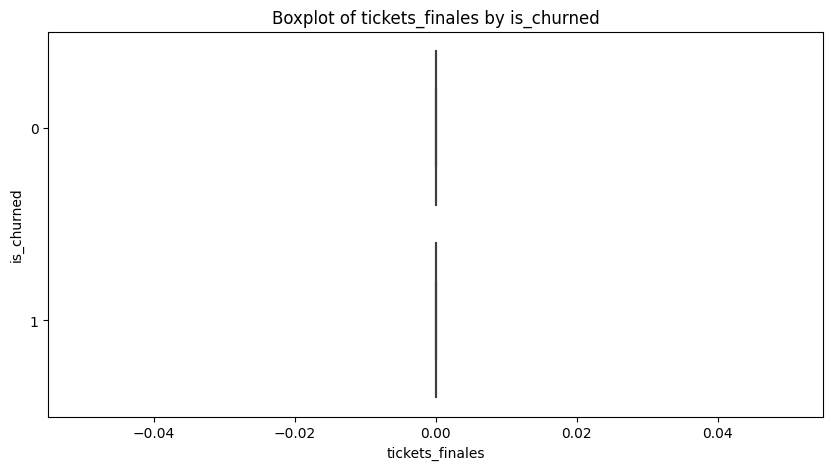 Boxplot of tickets_finales by is_churned
is_churned
0
1
−0.04 −0.02 0.00 0.02 0.04
tickets_finales